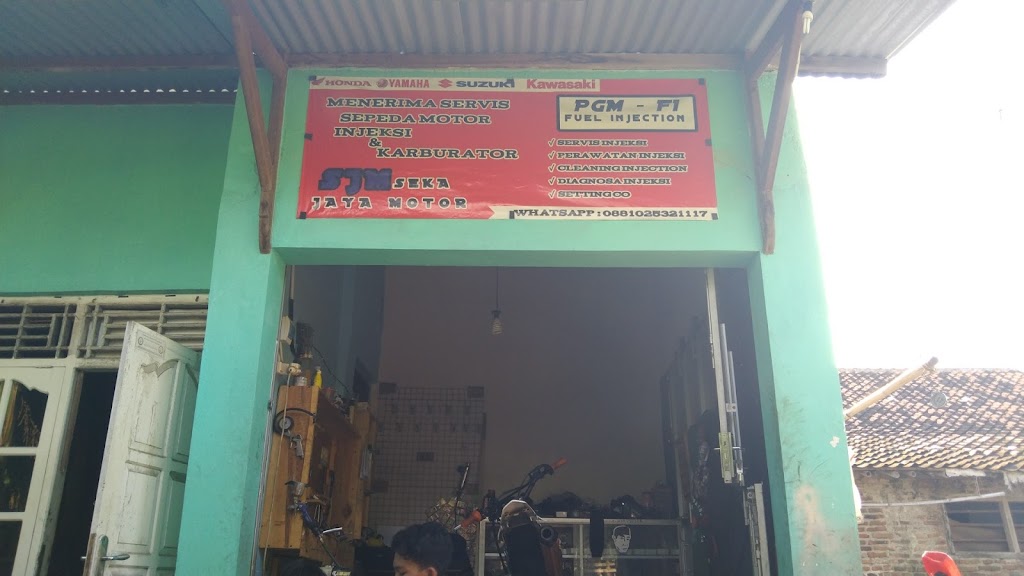 HONDA YAMAHA SUZUKI Kawasaki
MENERIMA SERVIS
SEPEDA MOTOR
INJEKSI
&
KARBURATOR
SJM SEKA
JAYA MOTOR
PGM - FI
FUEL INJECTION
√ SERVIS INJEKSI
√ PERAWATAN INJEKSI
√ CLEANING INJECTION
√ DIAGNOSA INJEKSI
√ SETTING CO
WHATSAPP : 0881025321117